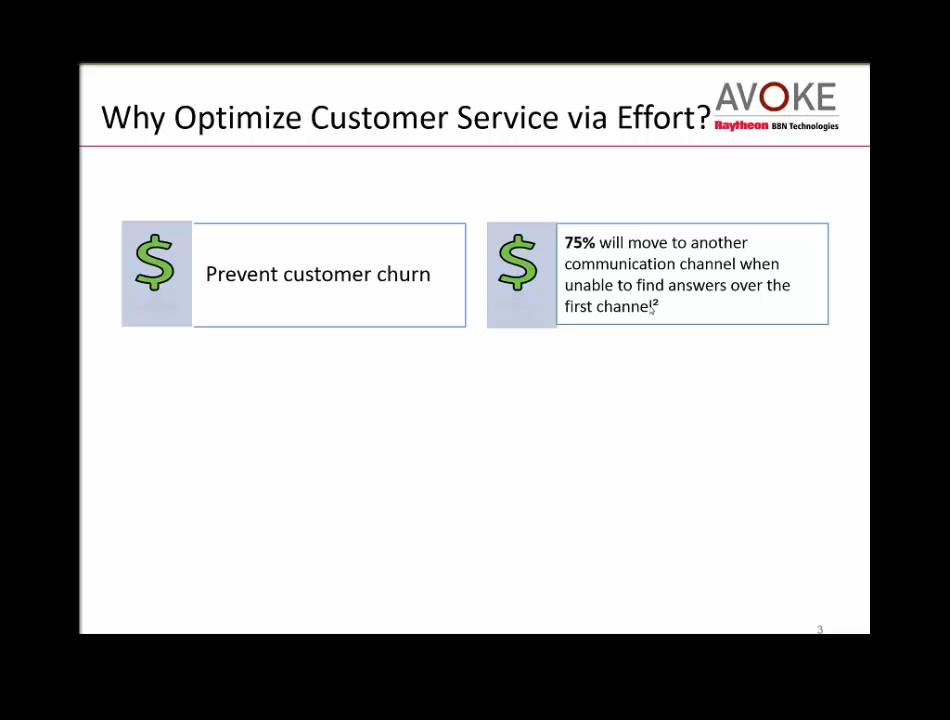 Why Optimize Customer Service via Effort?
AVOKE
Raytheon BBN Technologies
$
Prevent customer churn
$
75% will move to another
communication channel when
unable to find answers over the
first channel²
3